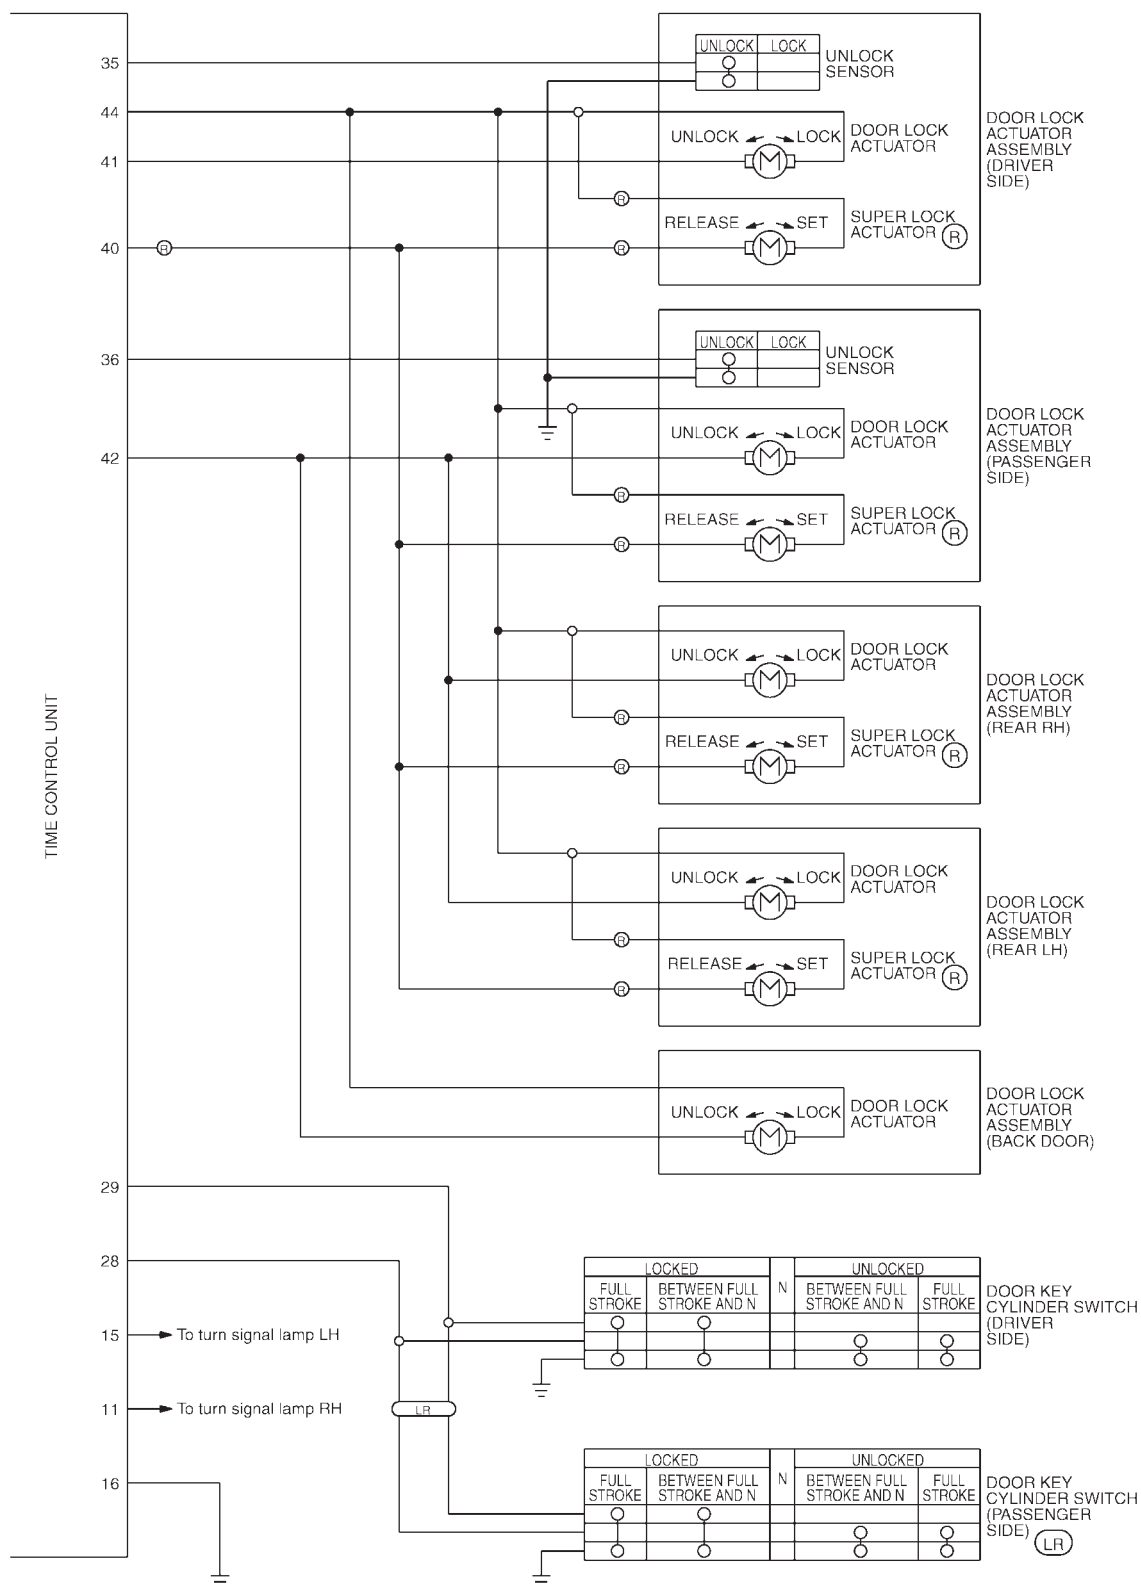 UNLOCK LOCK
UNLOCK
SENSOR
35
44
UNLOCK LOCK
DOOR LOCK
ACTUATOR
41
DOOR LOCK
ACTUATOR
ASSEMBLY
(DRIVER
SIDE)
R
RELEASE SET
SUPER LOCK
ACTUATOR R
40 R R
M
M
UNLOCK LOCK
UNLOCK
SENSOR
36
UNLOCK LOCK
DOOR LOCK
ACTUATOR
M
42
DOOR LOCK
ACTUATOR
ASSEMBLY
(PASSENGER
SIDE)
R
RELEASE SET
SUPER LOCK
ACTUATOR R
R M
UNLOCK LOCK
DOOR LOCK
ACTUATOR
M
DOOR LOCK
ACTUATOR
ASSEMBLY
(REAR RH)
R
RELEASE SET
SUPER LOCK
ACTUATOR R
R M
TIME CONTROL UNIT
UNLOCK LOCK
DOOR LOCK
ACTUATOR
M
DOOR LOCK
ACTUATOR
ASSEMBLY
(REAR LH)
R
RELEASE SET
SUPER LOCK
ACTUATOR R
R M
UNLOCK LOCK
DOOR LOCK
ACTUATOR
M
DOOR LOCK
ACTUATOR
ASSEMBLY
(BACK DOOR)
29
28
LOCKED N UNLOCKED
FULL
STROKE
BETWEEN FULL
STROKE AND N
BETWEEN FULL
STROKE AND N
FULL
STROKE
DOOR KEY
CYLINDER SWITCH
(DRIVER
SIDE)
15 To turn signal lamp LH
11 To turn signal lamp RH
LR
16
LOCKED N UNLOCKED
FULL
STROKE
BETWEEN FULL
STROKE AND N
BETWEEN FULL
STROKE AND N
FULL
STROKE
DOOR KEY
CYLINDER SWITCH
(PASSENGER
SIDE) LR